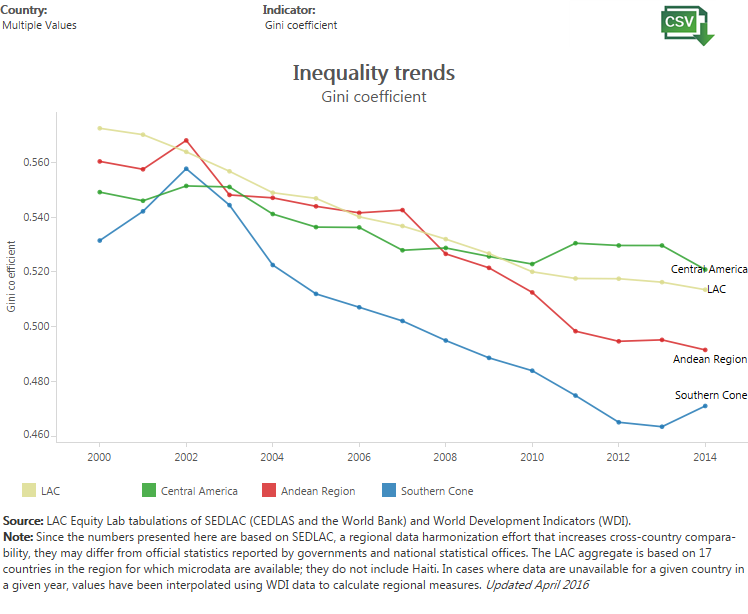 Country:
Multiple Values
Indicator:
Gini coefficient
CSV
Inequality trends
Gini coefficient
Gini coefficient
0.560
0.540
0.520
0.500
0.480
0.460
Central America
LAC
Andean Region
Southern Cone
2000 2002 2004 2006 2008 2010 2012 2014
LAC Central America Andean Region Southern Cone
Source: LAC Equity Lab tabulations of SEDLAC (CEDLAS and the World Bank) and World Development Indicators (WDI).
Note: Since the numbers presented here are based on SEDLAC, a regional data harmonization effort that increases cross-country compara-
bility, they may differ from official statistics reported by governments and national statistical offices. The LAC aggregate is based on 17
countries in the region for which microdata are available; they do not include Haiti. In cases where data are unavailable for a given country in
a given year, values have been interpolated using WDI data to calculate regional measures. Updated April 2016